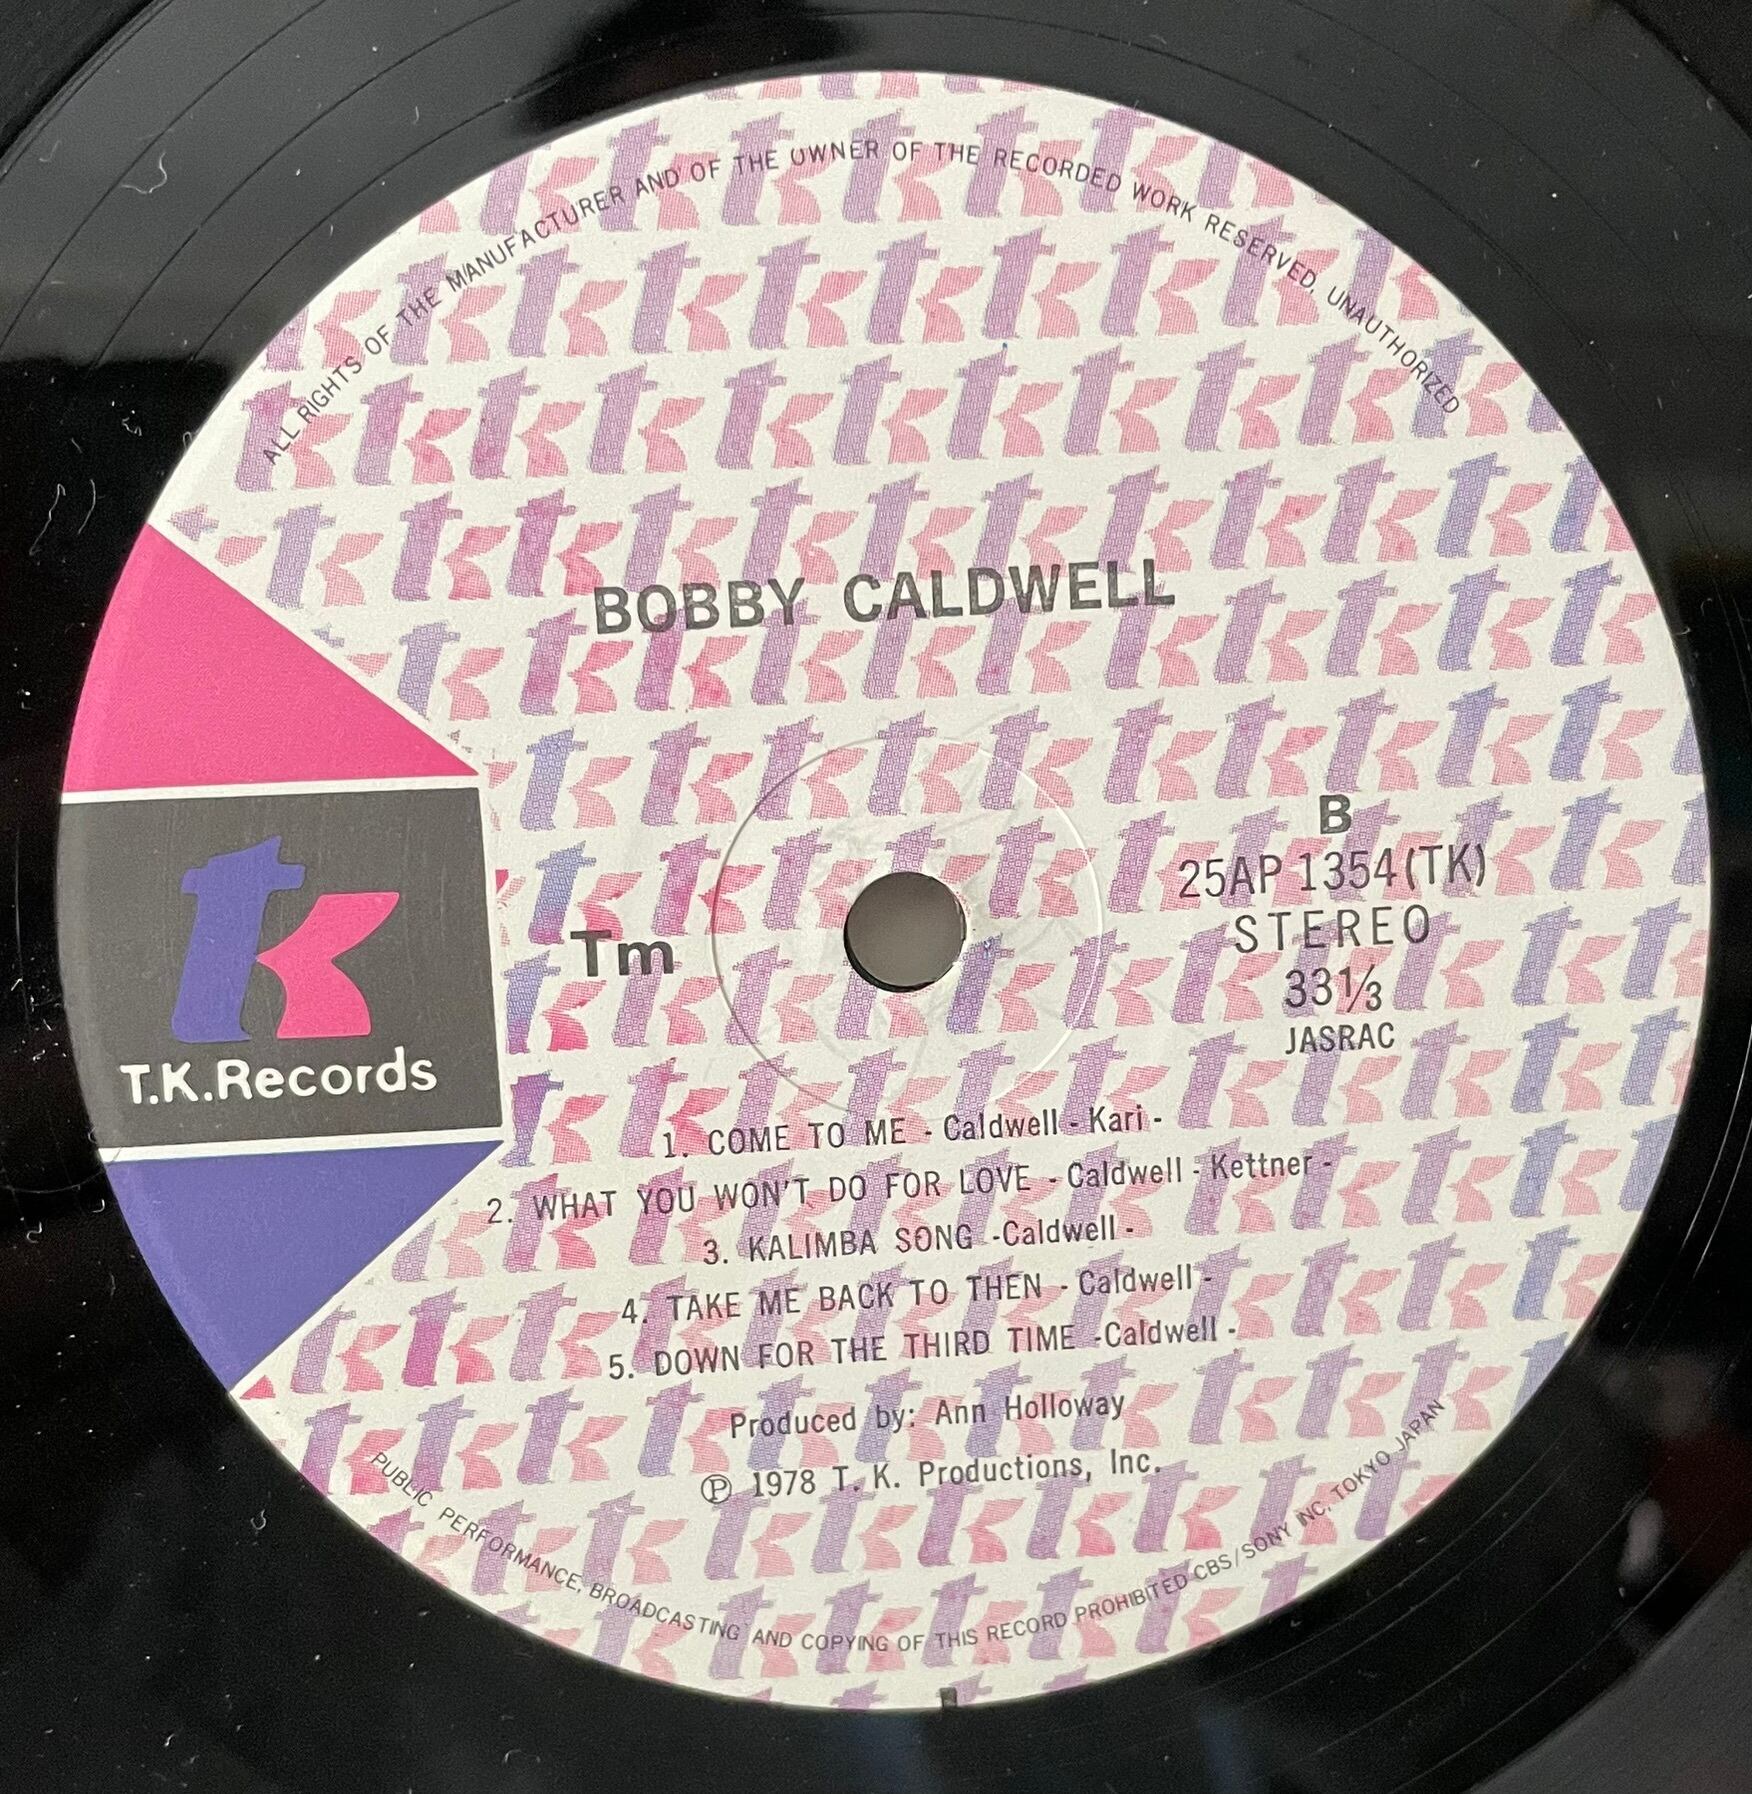 ALL RIGHTS OF THE MANUFACTURER AND OF THE OWNER OF THE RECORDED WORK RESERVED, UNAUTHORIZED
BOBBY CALDWELL
B
25AP 1354(TK)
STEREO
33⅓
JASRAC
Tm
tk
T.K.Records
1. COME TO ME - Caldwell - Kari -
2. WHAT YOU WON'T DO FOR LOVE - Caldwell - Kettner -
3. KALIMBA SONG -Caldwell -
4. TAKE ME BACK TO THEN - Caldwell -
5. DOWN FOR THE THIRD TIME -Caldwell -
Produced by: Ann Holloway
℗ 1978 T. K. Productions, Inc.
PUBLIC PERFORMANCE, BROADCASTING AND COPYING OF THIS RECORD PROHIBITED CBS/SONY INC. TOKYO JAPAN